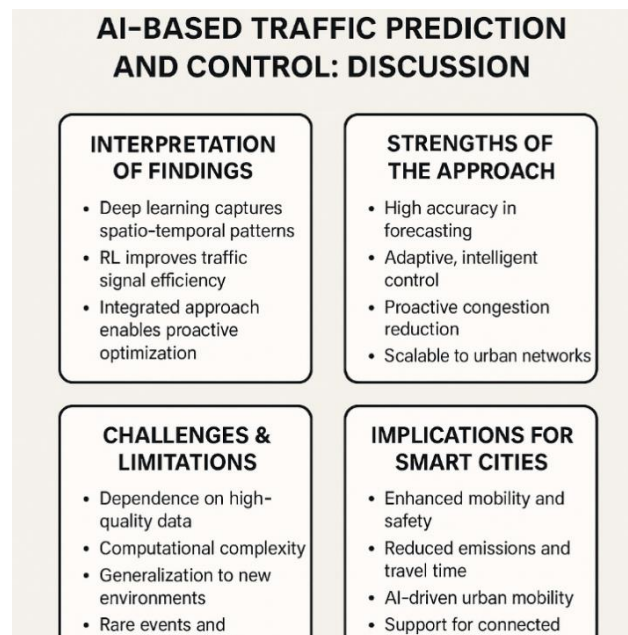 AI-BASED TRAFFIC PREDICTION
AND CONTROL: DISCUSSION
INTERPRETATION
OF FINDINGS
• Deep learning captures
spatio-temporal patterns
• RL improves traffic
signal efficiency
• Integrated approach
enables proactive
optimization
STRENGTHS OF
THE APPROACH
• High accuracy in
forecasting
• Adaptive, intelligent
control
• Proactive congestion
reduction
• Scalable to urban networks
CHALLENGES &
LIMITATIONS
• Dependence on high-
quality data
• Computational complexity
• Generalization to new
environments
• Rare events and
IMPLICATIONS FOR
SMART CITIES
• Enhanced mobility and
safety
• Reduced emissions and
travel time
• AI-driven urban mobility
• Support for connected